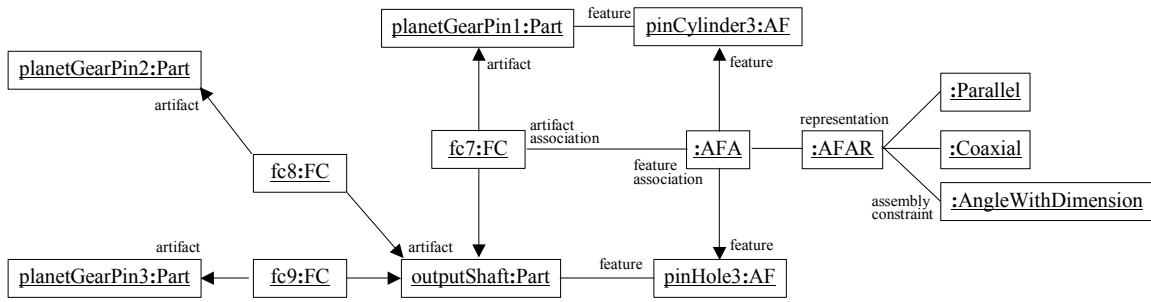 planetGearPin1:Part
feature
pinCylinder3:AF
planetGearPin2:Part
artifact
artifact
feature
:Parallel
fc7:FC
artifact
association
:AFA
representation
:AFAR
:Coaxial
fc8:FC
feature
association
assembly
constraint
:AngleWithDimension
artifact
artifact
feature
planetGearPin3:Part
fc9:FC
outputShaft:Part
feature
pinHole3:AF